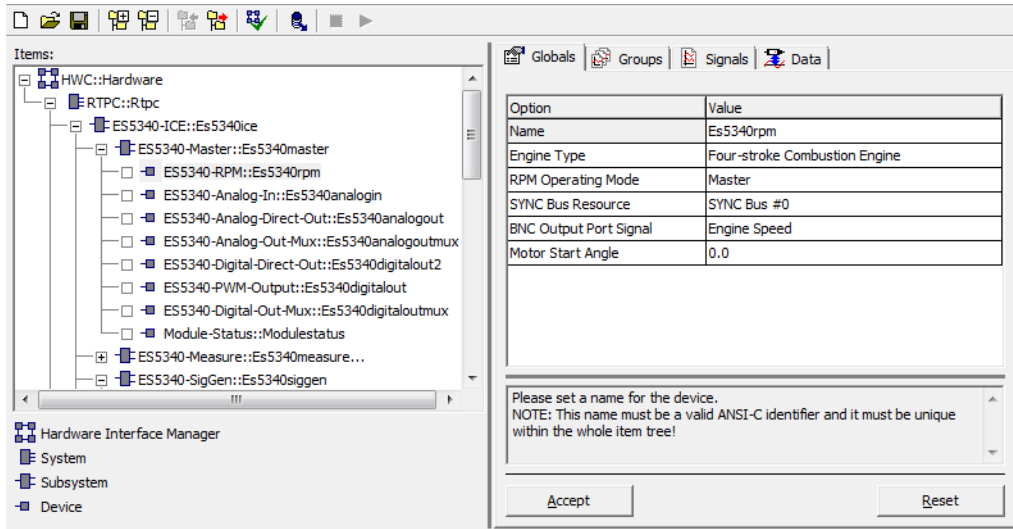 Items:
HWC::Hardware
RTPC::Rtpc
ES5340-ICE::Es5340ice
ES5340-Master::Es5340master
ES5340-RPM::Es5340rpm
ES5340-Analog-In::Es5340analogin
ES5340-Analog-Direct-Out::Es5340analogout
ES5340-Analog-Out-Mux::Es5340analogoutmux
ES5340-Digital-Direct-Out::Es5340digitalout2
ES5340-PWM-Output::Es5340digitalout
ES5340-Digital-Out-Mux::Es5340digitaloutmux
Module-Status::Modulestatus
ES5340-Measure::Es5340measure...
ES5340-SigGen::Es5340siggen
Hardware Interface Manager
System
Subsystem
Device
Globals Groups Signals Data
Option Value
Name Es5340rpm
Engine Type Four-stroke Combustion Engine
RPM Operating Mode Master
SYNC Bus Resource SYNC Bus #0
BNC Output Port Signal Engine Speed
Motor Start Angle 0.0
Please set a name for the device.
NOTE: This name must be a valid ANSI-C identifier and it must be unique
within the whole item tree!
Accept Reset